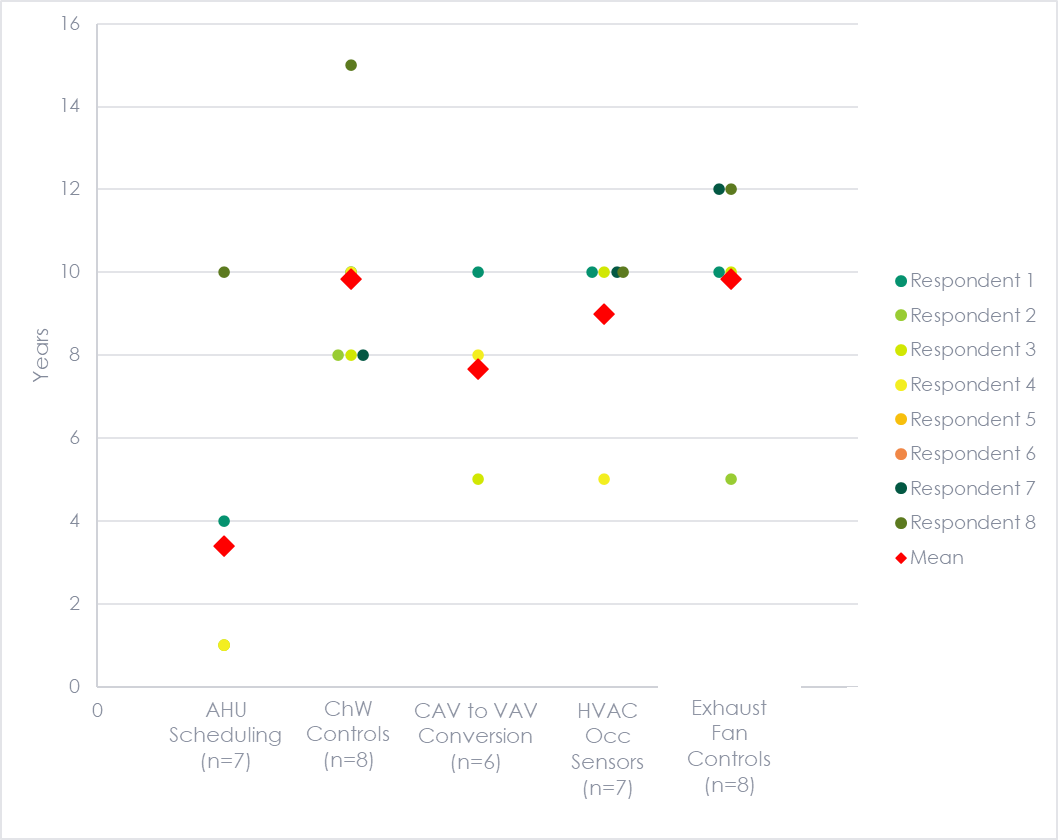 16
14
12
10
8
6
4
2
0
Years
0
AHU
Scheduling
(n=7)
ChW
Controls
(n=8)
CAV to VAV
Conversion
(n=6)
HVAC
Occ
Sensors
(n=7)
Exhaust
Fan
Controls
(n=8)
Respondent 1
Respondent 2
Respondent 3
Respondent 4
Respondent 5
Respondent 6
Respondent 7
Respondent 8
Mean